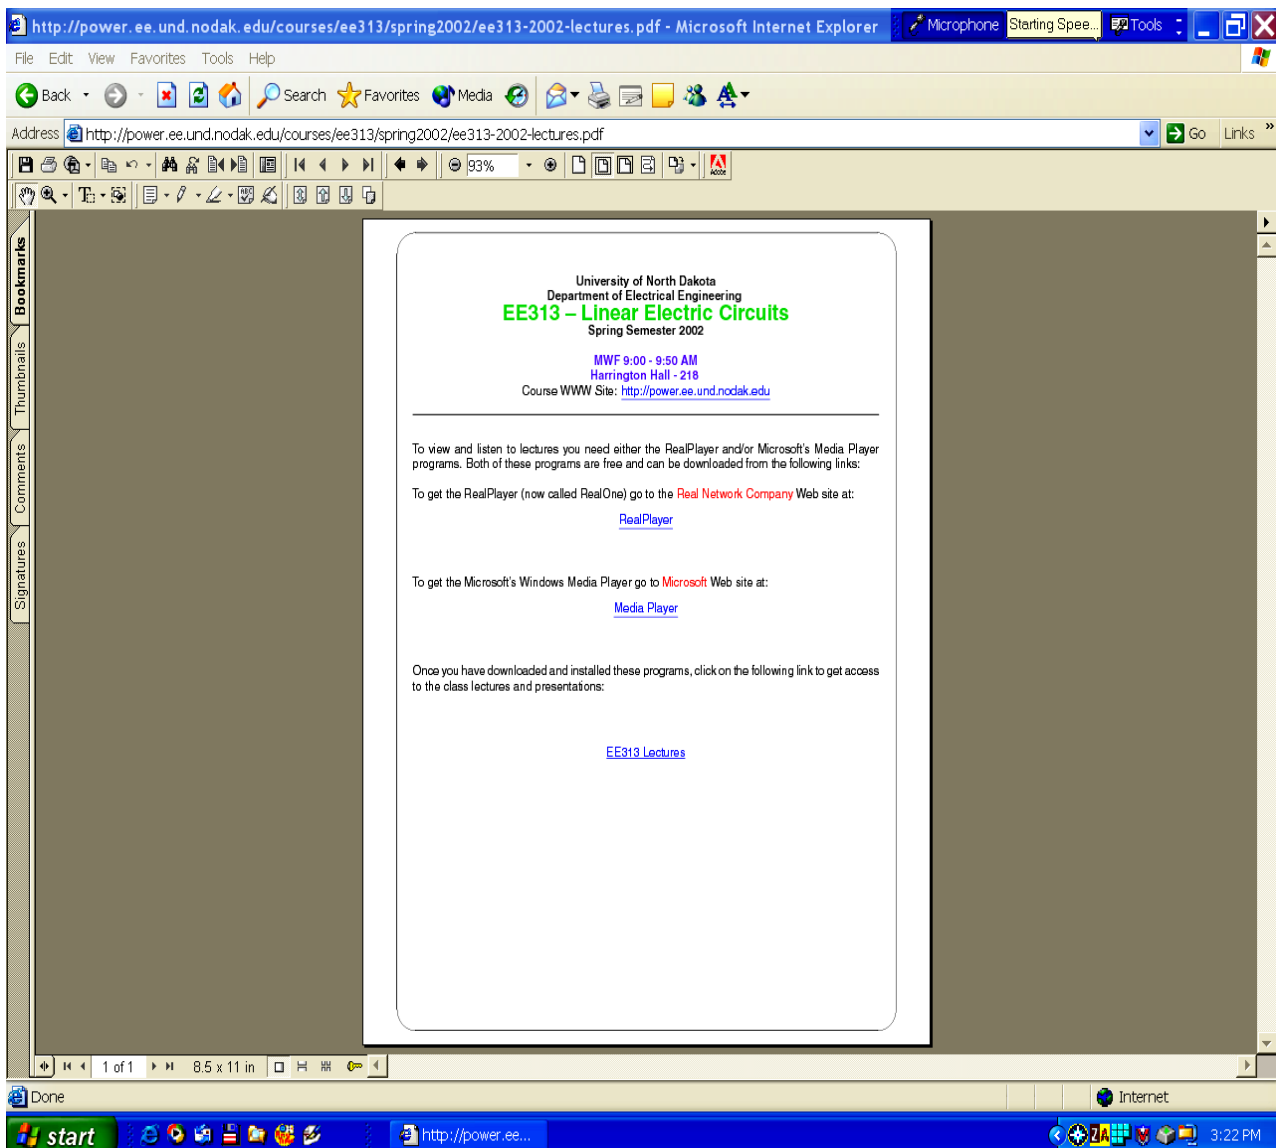 http://power.ee.und.nodak.edu/courses/ee313/spring2002/ee313-2002-lectures.pdf - Microsoft Internet Explorer
Microphone Starting Spee... Tools
File Edit View Favorites Tools Help
Back Search Favorites Media
Address http://power.ee.und.nodak.edu/courses/ee313/spring2002/ee313-2002-lectures.pdf Go Links »
93% Adobe
Bookmarks
Thumbnails
Comments
Signatures
University of North Dakota
Department of Electrical Engineering
EE313 – Linear Electric Circuits
Spring Semester 2002
MWF 9:00 - 9:50 AM
Harrington Hall - 218
Course WWW Site: http://power.ee.und.nodak.edu
To view and listen to lectures you need either the RealPlayer and/or Microsoft's Media Player
programs. Both of these programs are free and can be downloaded from the following links:
To get the RealPlayer (now called RealOne) go to the Real Network Company Web site at:
RealPlayer
To get the Microsoft's Windows Media Player go to Microsoft Web site at:
Media Player
Once you have downloaded and installed these programs, click on the following link to get access
to the class lectures and presentations:
EE313 Lectures
1 of 1 8.5 x 11 in
Done Internet
start http://power.ee... ZA 3:22 PM